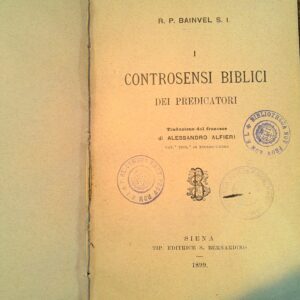 R. P. BAINVEL S. I.
I
CONTROSENSI BIBLICI
DEI PREDICATORI
Traduzione dal francese
di ALESSANDRO ALFIERI
SIENA
TIP. EDITRICE S. BERNARDINO
1899.